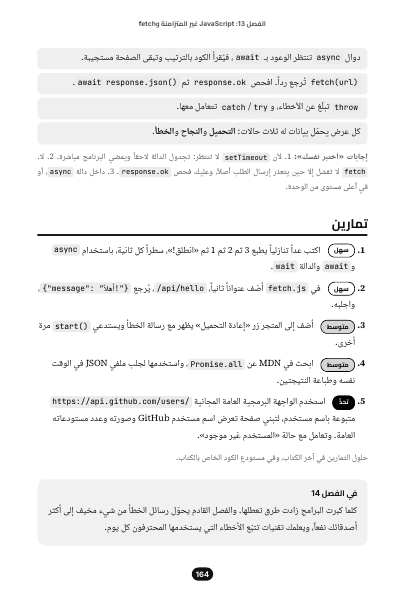 الفصل 13: JavaScript غير المتزامنة وfetch
دوال async تنتظر الوعود بـ await ، فيُقرأ الكود بالترتيب وتبقى الصفحة مستجيبة.
fetch(url) تُرجع رداً. افحص response.ok ثم await response.json() .
throw تبلّغ عن الأخطاء، و try / catch تتعامل معها.
كل عرض يحمّل بيانات له ثلاث حالات: التحميل والنجاح والخطأ.
إجابات «اختبر نفسك»: 1. لأن setTimeout لا تنتظر: تجدول الدالة لاحقاً ويمضي البرنامج مباشرة. 2. لا.
fetch لا تفشل إلا حين يتعذر إرسال الطلب أصلاً، وعليك فحص response.ok . 3. داخل دالة async ، أو
في أعلى مستوى من الوحدة.
تمارين
1. سهل اكتب عداً تنازلياً يطبع 3 ثم 2 ثم 1 ثم «انطلق!»، سطراً كل ثانية، باستخدام async
و await والدالة wait .
2. سهل في fetch.js أضف عنواناً ثانياً، /api/hello ، يُرجع {"message": "أهلاً!"} ،
واجلبه.
3. متوسط أضف إلى المتجر زر «إعادة التحميل» يظهر مع رسالة الخطأ ويستدعي start() مرة
أخرى.
4. متوسط ابحث في MDN عن Promise.all ، واستخدمها لجلب ملفي JSON في الوقت
نفسه وطباعة النتيجتين.
5. تحدٍّ استخدم الواجهة البرمجية العامة المجانية https://api.github.com/users/
متبوعة باسم مستخدم، لتبني صفحة تعرض اسم مستخدم GitHub وصورته وعدد مستودعاته
العامة. وتعامل مع حالة «المستخدم غير موجود».
حلول التمارين في آخر الكتاب، وفي مستودع الكود الخاص بالكتاب.
في الفصل 14
كلما كبرت البرامج زادت طرق تعطلها. والفصل القادم يحوّل رسائل الخطأ من شيء مخيف إلى أكثر
أصدقائك نفعاً، ويعلمك تقنيات تتبّع الأخطاء التي يستخدمها المحترفون كل يوم.
164